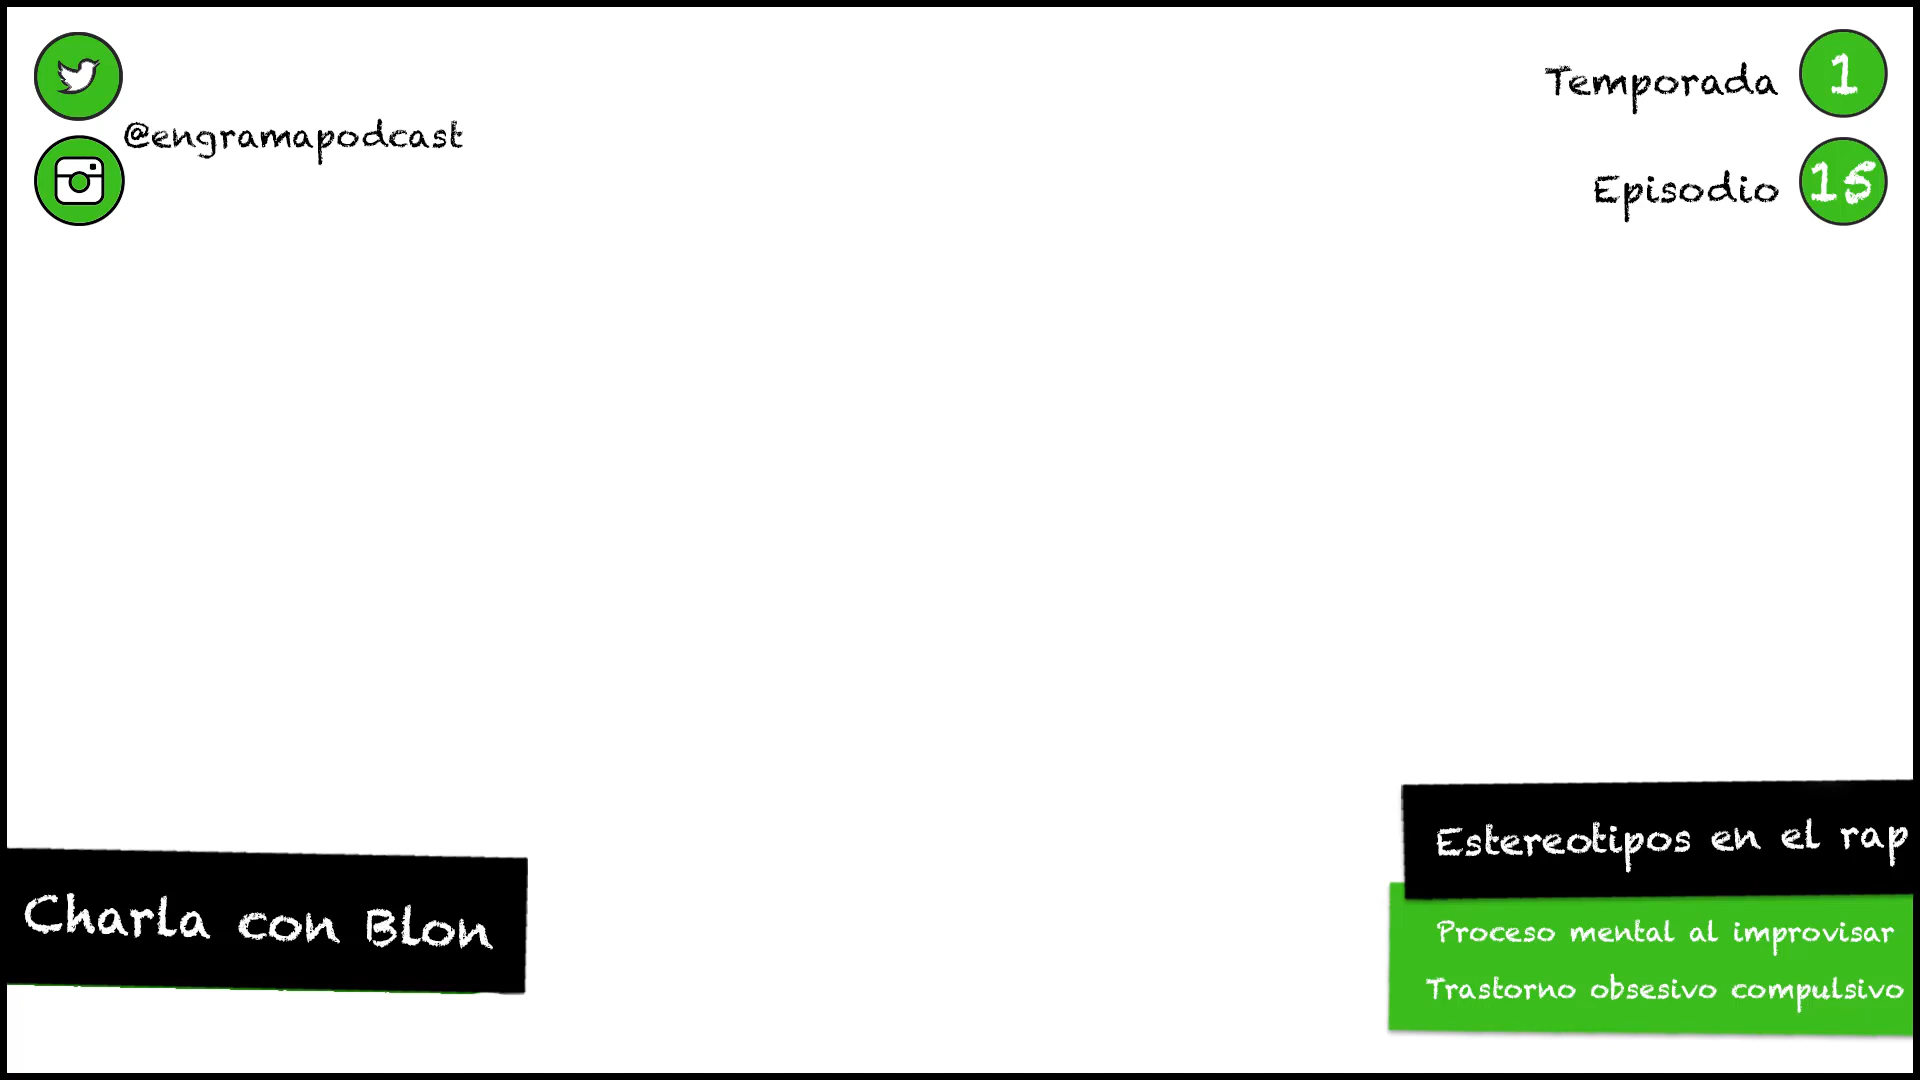 @engramapodcast
Temporada 1
Episodio 15
Charla con Blon
Estereotipos en el rap
Proceso mental al improvisar
Trastorno obsesivo compulsivo